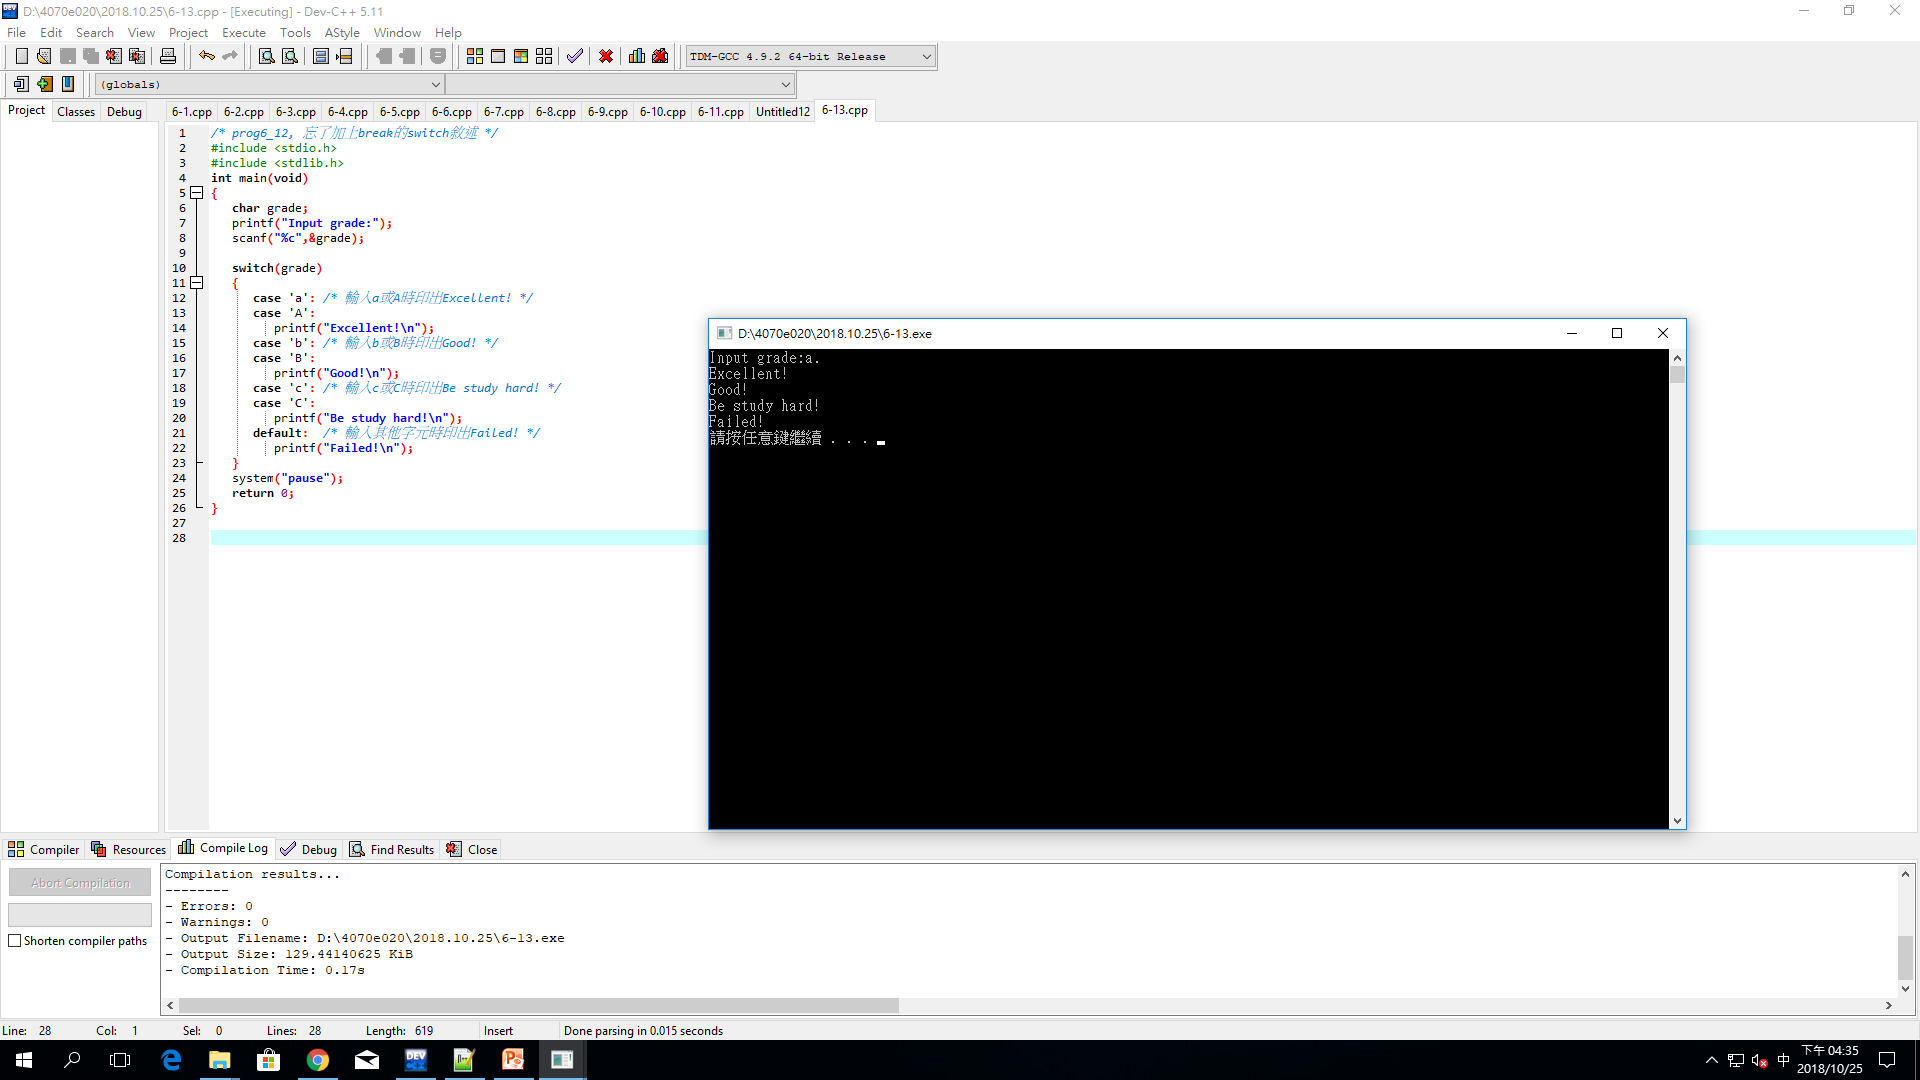 D:\4070e020\2018.10.25\6-13.cpp - [Executing] - Dev-C++ 5.11
File Edit Search View Project Execute Tools AStyle Window Help
TDM-GCC 4.9.2 64-bit Release
(globals)
Project Classes Debug
6-1.cpp 6-2.cpp 6-3.cpp 6-4.cpp 6-5.cpp 6-6.cpp 6-7.cpp 6-8.cpp 6-9.cpp 6-10.cpp 6-11.cpp Untitled12 6-13.cpp
1 /* prog6_12, 忘了加上break的switch敘述 */
2 #include <stdio.h>
3 #include <stdlib.h>
4 int main(void)
5 {
6 char grade;
7 printf("Input grade:");
8 scanf("%c",&grade);
9
10 switch(grade)
11 {
12 case 'a': /* 輸入a或A時印出Excellent! */
13 case 'A':
14 printf("Excellent!\n");
15 case 'b': /* 輸入b或B時印出Good! */
16 case 'B':
17 printf("Good!\n");
18 case 'c': /* 輸入c或C時印出Be study hard! */
19 case 'C':
20 printf("Be study hard!\n");
21 default: /* 輸入其他字元時印出Failed! */
22 printf("Failed!\n");
23 }
24 system("pause");
25 return 0;
26 }
27
28
D:\4070e020\2018.10.25\6-13.exe
Input grade:a.
Excellent!
Good!
Be study hard!
Failed!
請按任意鍵繼續 . . .
Compiler Resources Compile Log Debug Find Results Close
Abort Compilation
Shorten compiler paths
Compilation results...
--------
- Errors: 0
- Warnings: 0
- Output Filename: D:\4070e020\2018.10.25\6-13.exe
- Output Size: 129.44140625 KiB
- Compilation Time: 0.17s
Line: 28 Col: 1 Sel: 0 Lines: 28 Length: 619 Insert Done parsing in 0.015 seconds
中
下午 04:35
2018/10/25